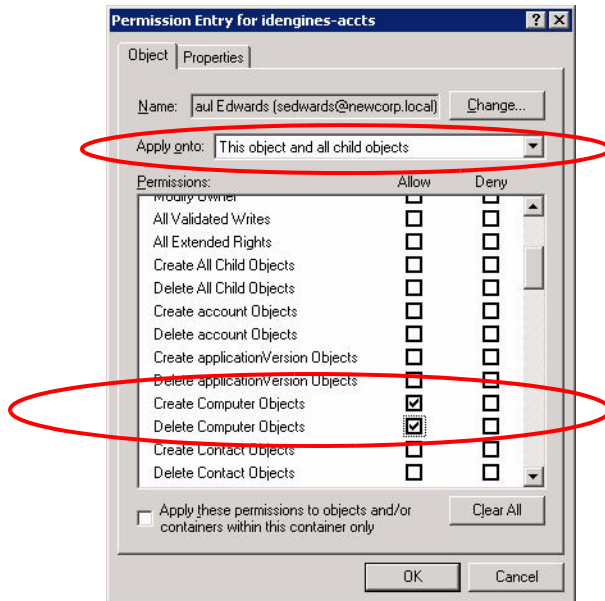 Permission Entry for idengines-accts
Object Properties
Name: aul Edwards (sedwards@newcorp.local) Change...
Apply onto: This object and all child objects
Permissions: Allow Deny
Modify Owner
All Validated Writes
All Extended Rights
Create All Child Objects
Delete All Child Objects
Create account Objects
Delete account Objects
Create applicationVersion Objects
Delete applicationVersion Objects
Create Computer Objects
Delete Computer Objects
Create Contact Objects
Delete Contact Objects
Apply these permissions to objects and/or Clear All
containers within this container only
OK Cancel